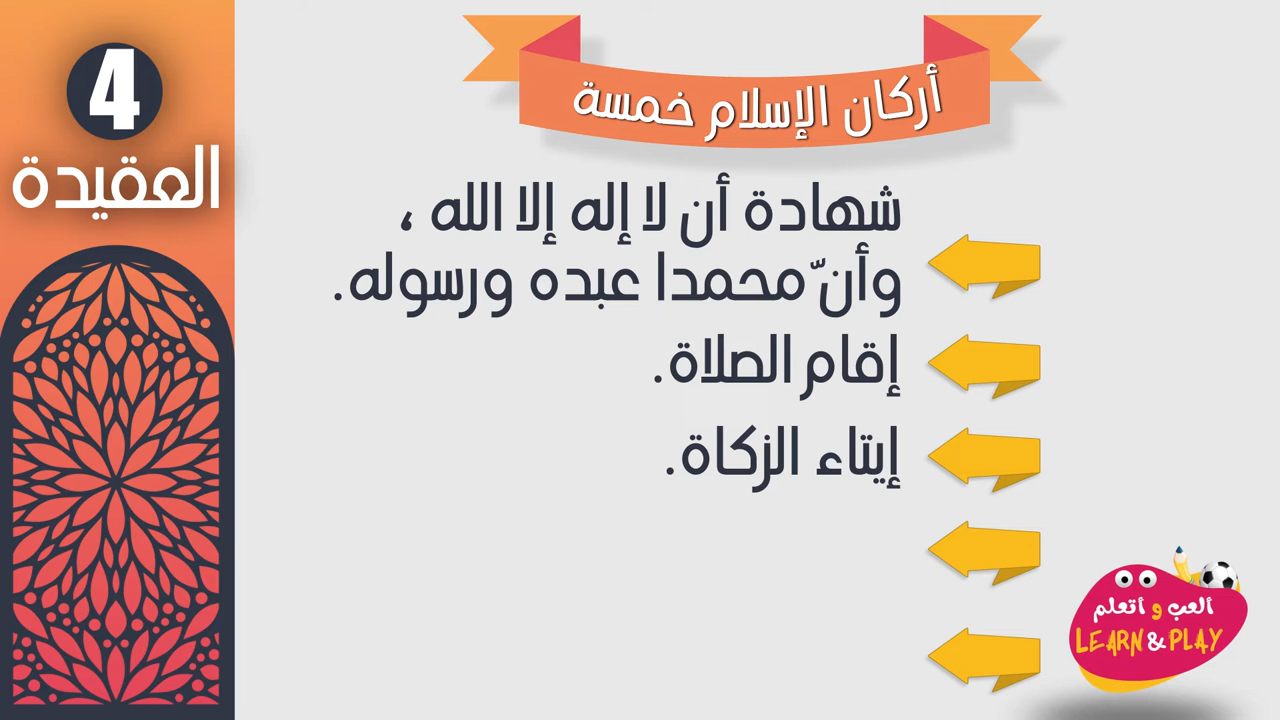 أركان الإسلام خمسة
4
العقيدة
شهادة أن لا إله إلا الله ،
وأنّ محمدا عبده ورسوله.
إقام الصلاة.
إيتاء الزكاة.
ألعب و أتعلم
LEARN & PLAY